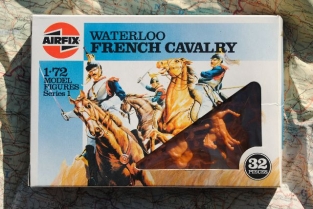 AIRFIX
WATERLOO
FRENCH CAVALRY
1-72
MODEL
FIGURES
Series 1
32
PIECES